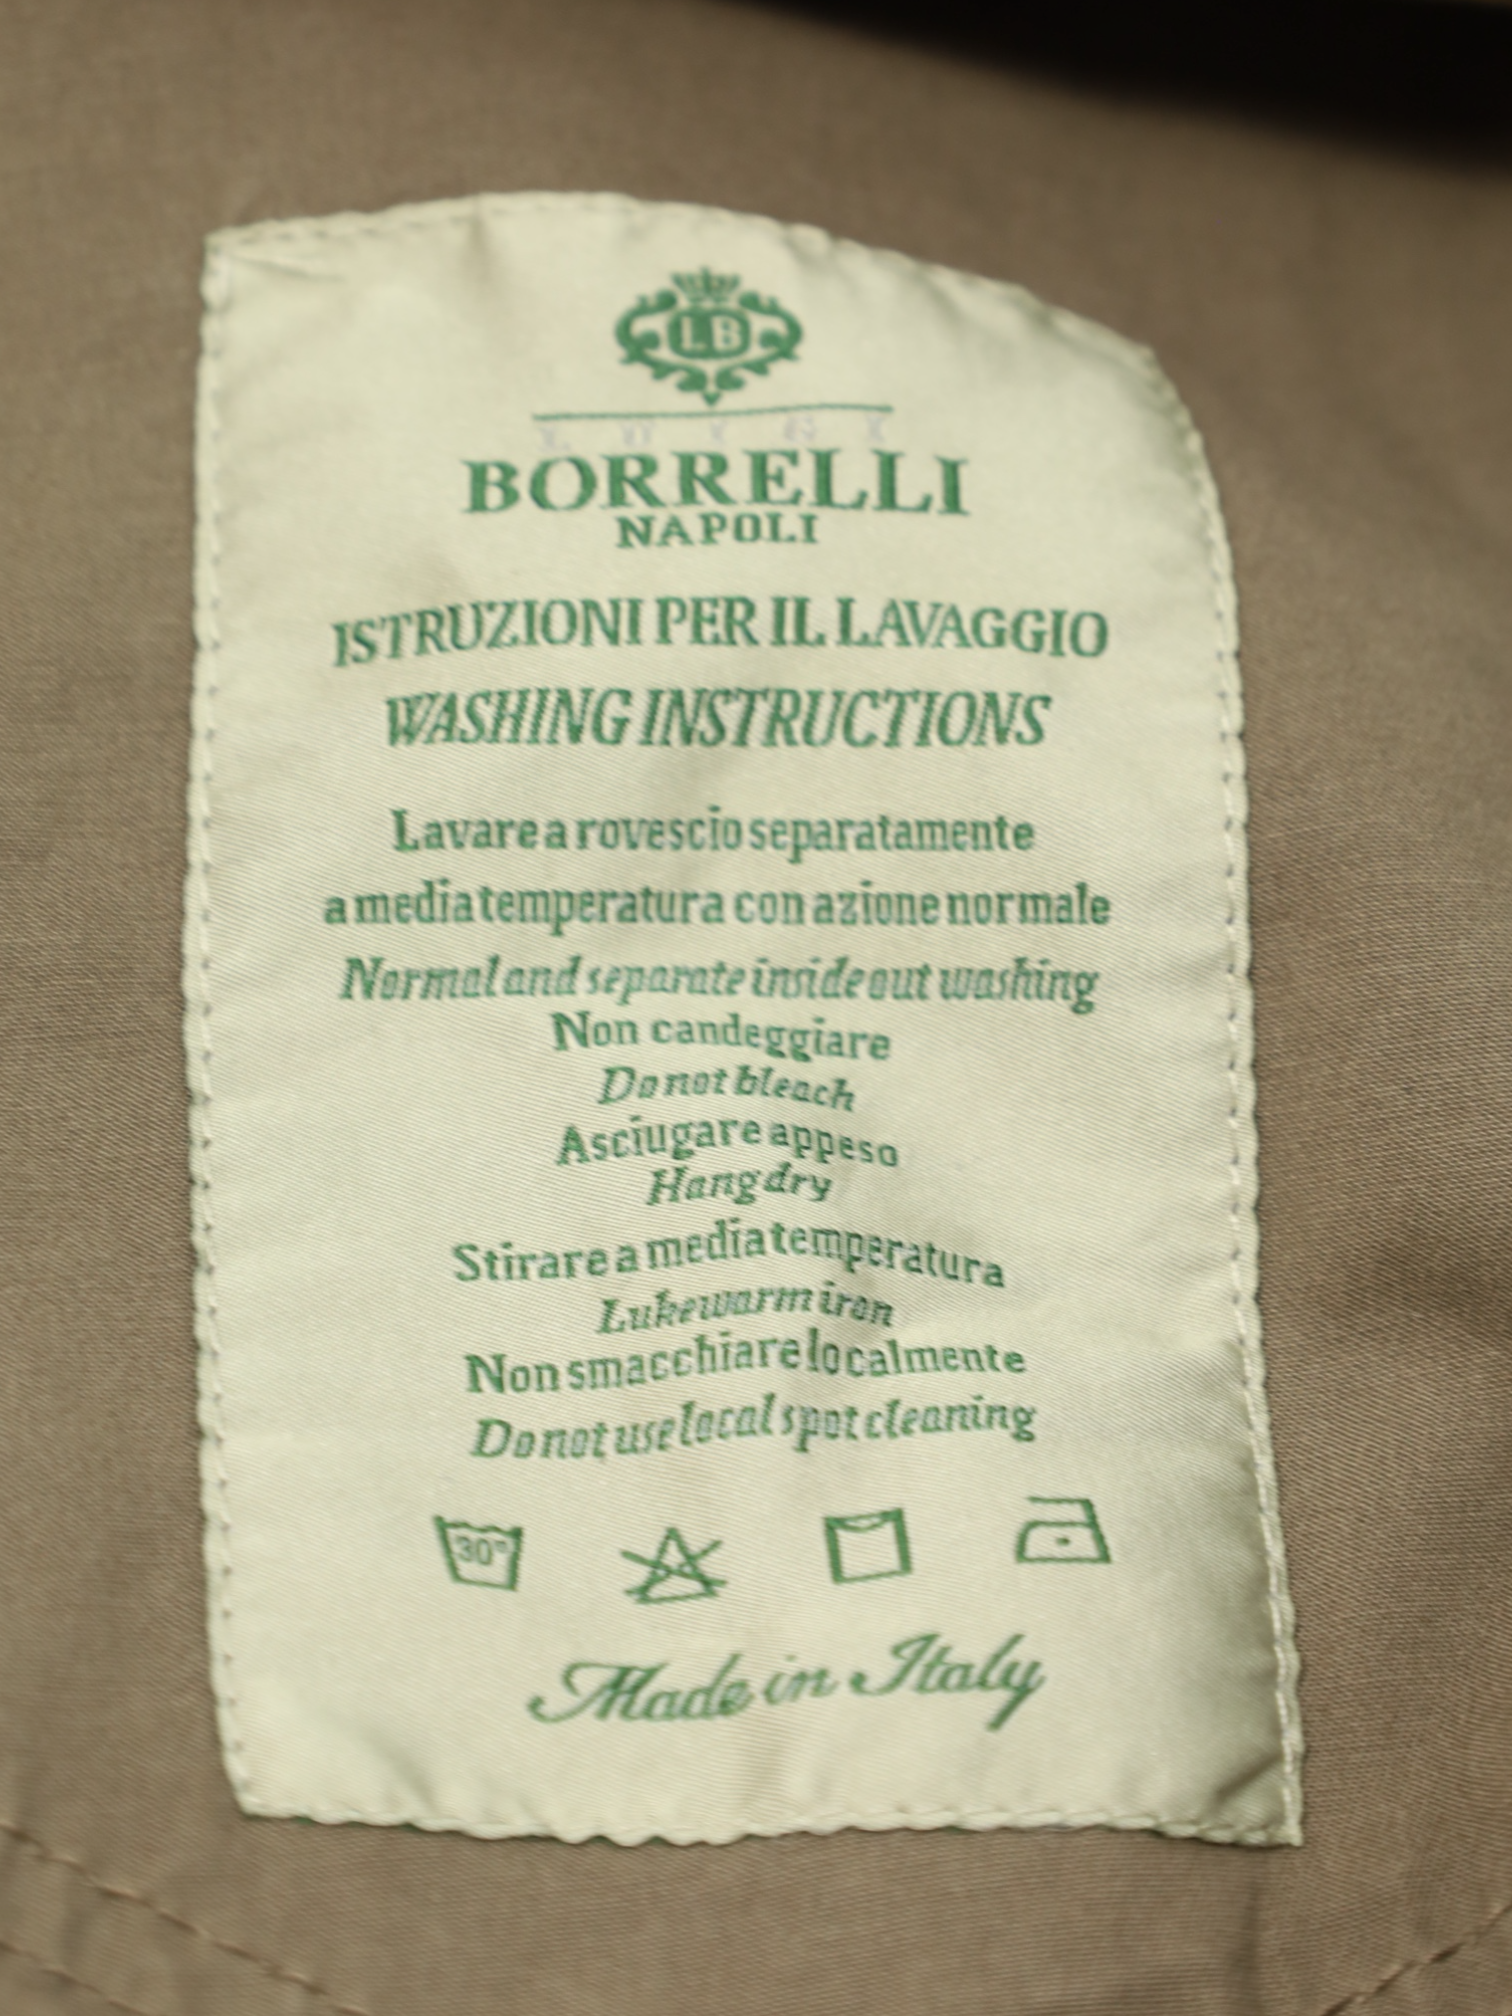 LB
LUIGI
BORRELLI
NAPOLI
ISTRUZIONI PER IL LAVAGGIO
WASHING INSTRUCTIONS
Lavare a rovescio separatamente
a media temperatura con azione normale
Normal and separate inside out washing
Non candeggiare
Do not bleach
Asciugare appeso
Hang dry
Stirare a media temperatura
Lukewarm iron
Non smacchiare localmente
Do not use local spot cleaning
30°
Made in Italy